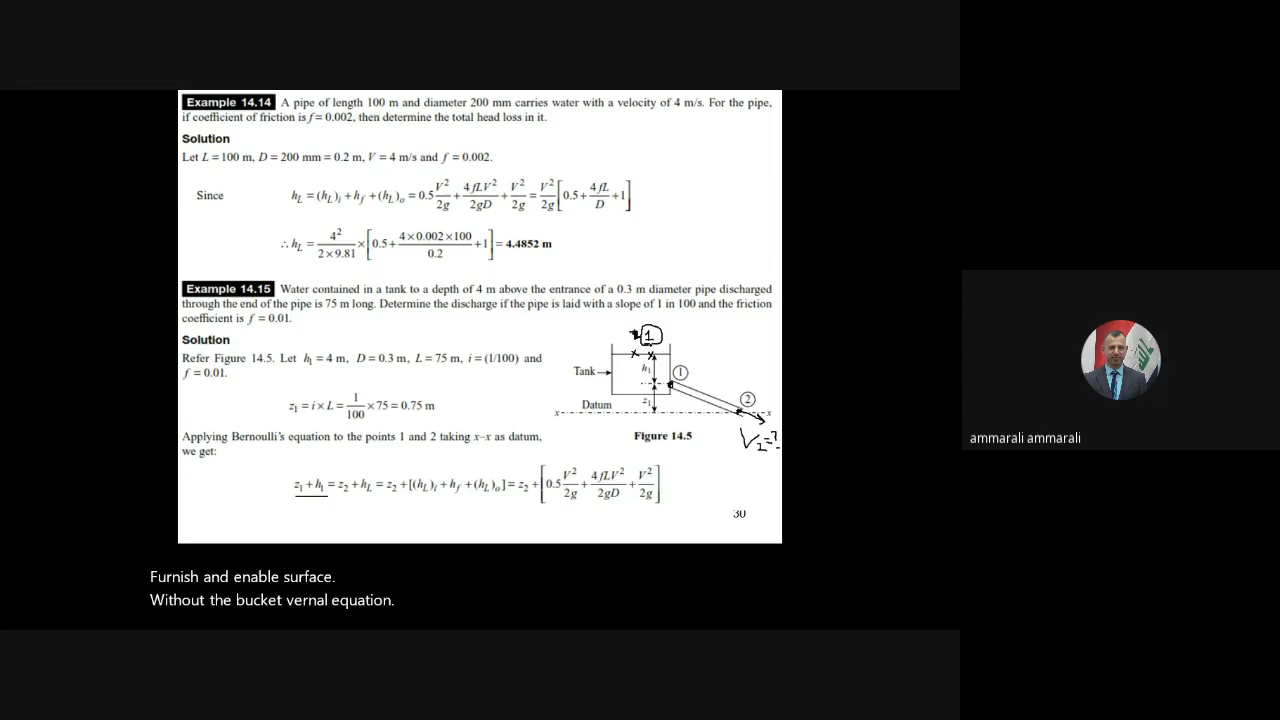 Example 14.14 A pipe of length 100 m and diameter 200 mm carries water with a velocity of 4 m/s. For the pipe,
if coefficient of friction is f = 0.002, then determine the total head loss in it.
Solution
Let L = 100 m, D = 200 mm = 0.2 m, V = 4 m/s and f = 0.002.
Since h_L = (h_L)_i + h_f + (h_L)_o = 0.5 V²/2g + 4fLV²/2gD + V²/2g = V²/2g [0.5 + 4fL/D + 1]
∴ h_L = 4²/(2×9.81) × [0.5 + (4×0.002×100)/0.2 + 1] = 4.4852 m
Example 14.15 Water contained in a tank to a depth of 4 m above the entrance of a 0.3 m diameter pipe discharged
through the end of the pipe is 75 m long. Determine the discharge if the pipe is laid with a slope of 1 in 100 and the friction
coefficient is f = 0.01.
Solution
Refer Figure 14.5. Let h₁ = 4 m, D = 0.3 m, L = 75 m, i = (1/100) and
f = 0.01.
z₁ = i × L = 1/100 × 75 = 0.75 m
Applying Bernoulli's equation to the points 1 and 2 taking x–x as datum,
we get:
1
x x
h₁
1
Tank
z₁
2
Datum
x x
Figure 14.5
V₂=?
z₁ + h₁ = z₂ + h_L = z₂ + [(h_L)_i + h_f + (h_L)_o] = z₂ + [0.5 V²/2g + 4fLV²/2gD + V²/2g]
30
Furnish and enable surface.
Without the bucket vernal equation.
ammarali ammarali